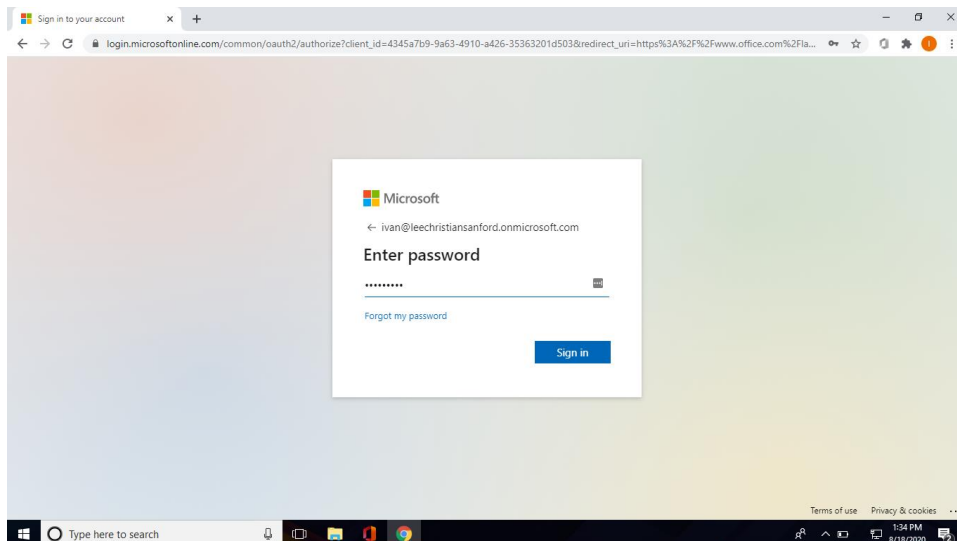 Sign in to your account
login.microsoftonline.com/common/oauth2/authorize?client_id=4345a7b9-9a63-4910-a426-35363201d503&redirect_uri=https%3A%2F%2Fwww.office.com%2Fla...
I
Microsoft
← ivan@leechristiansanford.onmicrosoft.com
Enter password
•••••••••
Forgot my password
Sign in
Terms of use Privacy & cookies
Type here to search
1:34 PM
8/18/2020